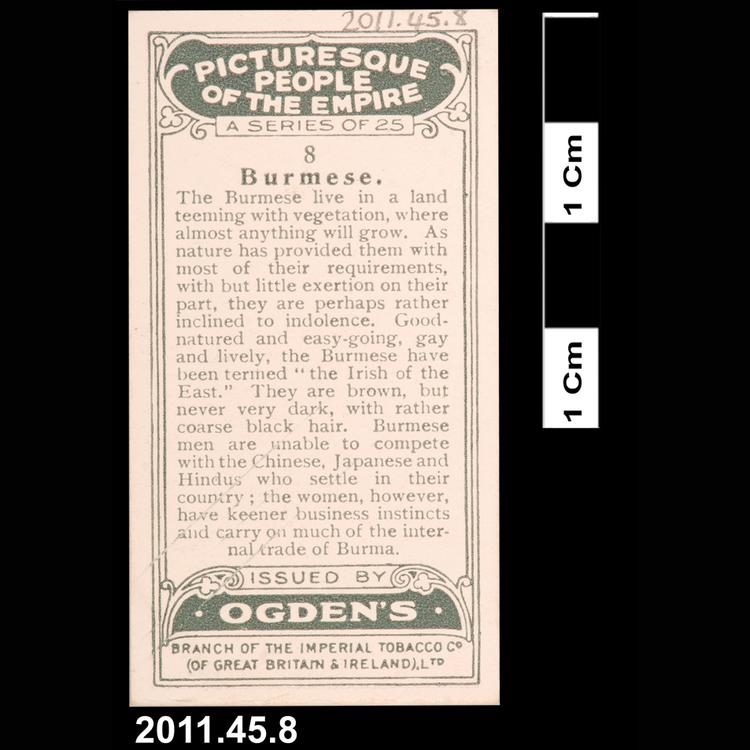 2011.45.8
PICTURESQUE
PEOPLE
OF THE EMPIRE
A SERIES OF 25
8
Burmese.
The Burmese live in a land
teeming with vegetation, where
almost anything will grow. As
nature has provided them with
most of their requirements,
with but little exertion on their
part, they are perhaps rather
inclined to indolence. Good-
natured and easy-going, gay
and lively, the Burmese have
been termed "the Irish of the
East." They are brown, but
never very dark, with rather
coarse black hair. Burmese
men are unable to compete
with the Chinese, Japanese and
Hindus who settle in their
country; the women, however,
have keener business instincts
and carry on much of the inter-
nal trade of Burma.
ISSUED BY
· OGDEN'S ·
BRANCH OF THE IMPERIAL TOBACCO Cº
(OF GREAT BRITAIN & IRELAND), LTD
2011.45.8
1 Cm
1 Cm